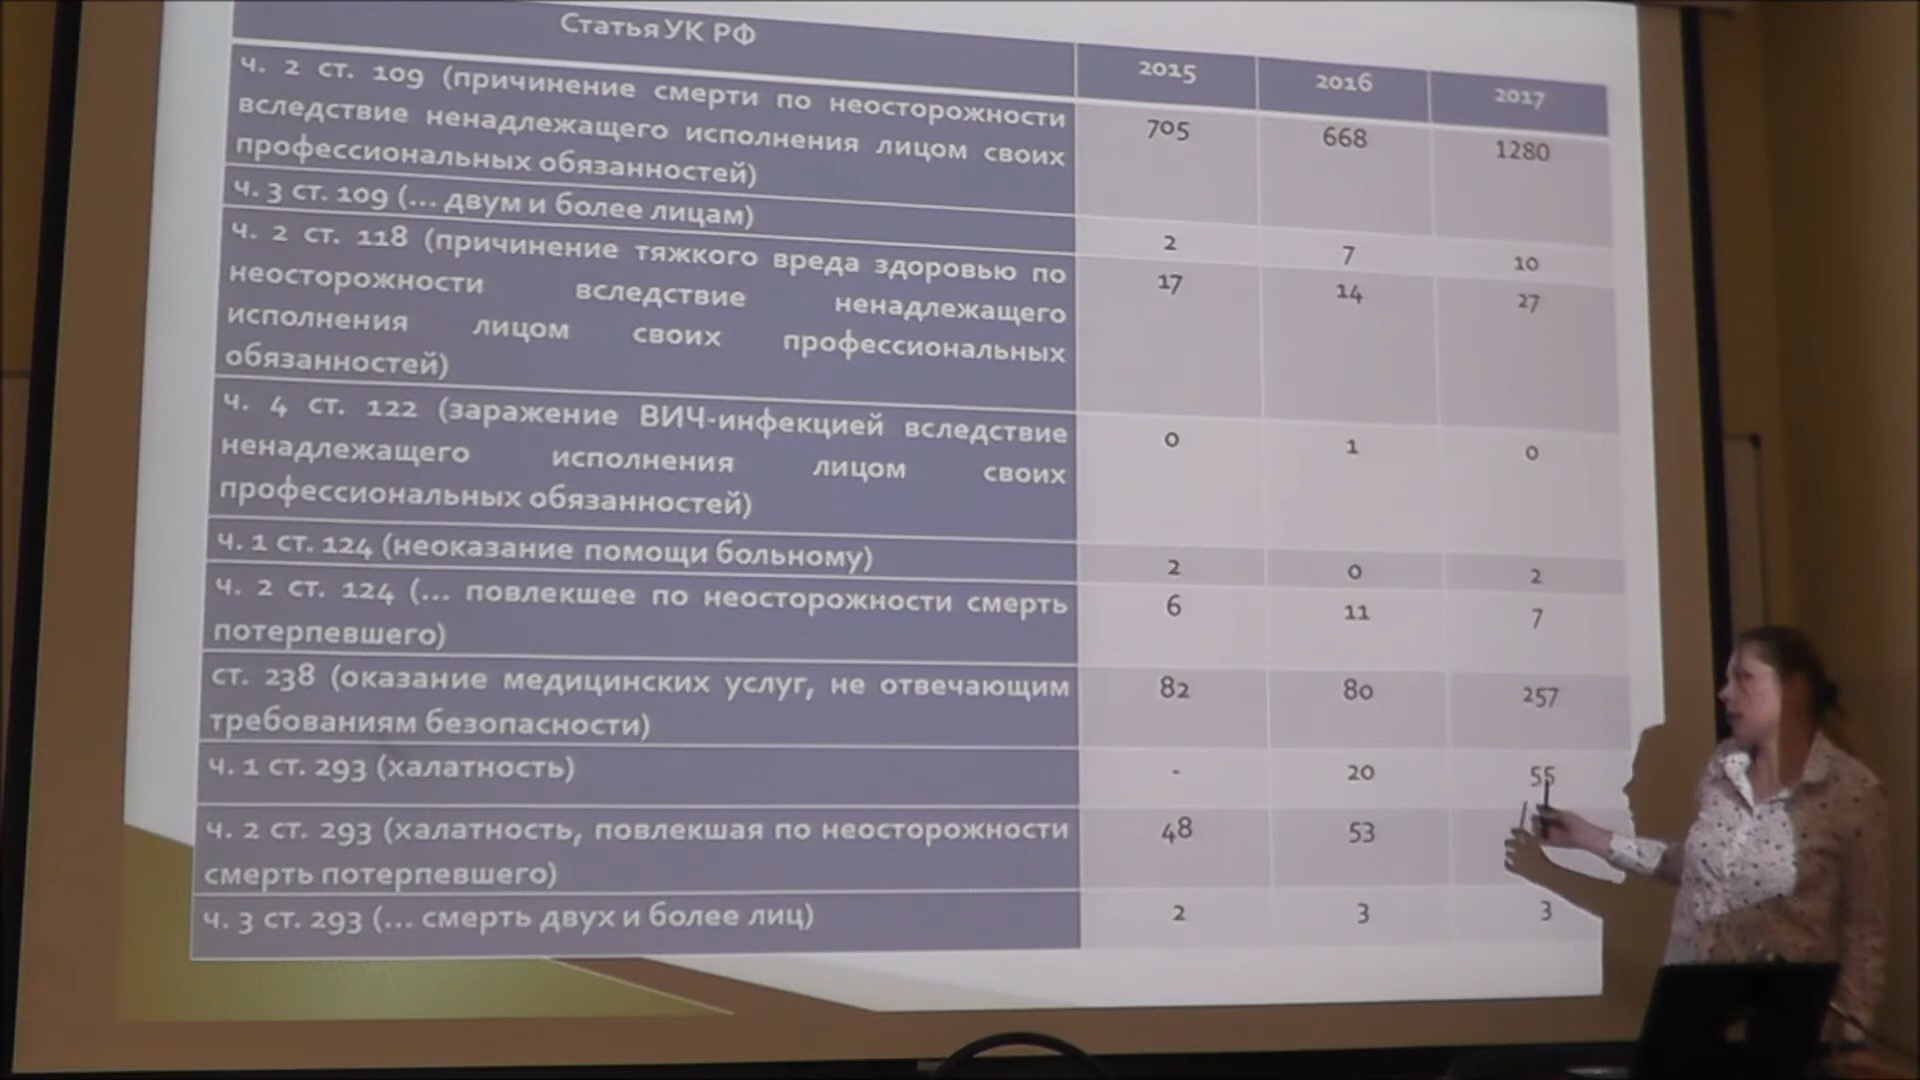 Статья УК РФ 2015 2016 2017
ч. 2 ст. 109 (причинение смерти по неосторожности
вследствие ненадлежащего исполнения лицом своих
профессиональных обязанностей)
705 668 1280
ч. 3 ст. 109 (... двум и более лицам)
2 7 10
ч. 2 ст. 118 (причинение тяжкого вреда здоровью по
неосторожности вследствие ненадлежащего
исполнения лицом своих профессиональных
обязанностей)
17 14 27
ч. 4 ст. 122 (заражение ВИЧ-инфекцией вследствие
ненадлежащего исполнения лицом своих
профессиональных обязанностей)
0 1 0
ч. 1 ст. 124 (неоказание помощи больному)
2 0 2
ч. 2 ст. 124 (... повлекшее по неосторожности смерть
потерпевшего)
6 11 7
ст. 238 (оказание медицинских услуг, не отвечающим
требованиям безопасности)
82 80 257
ч. 1 ст. 293 (халатность)
- 20 55
ч. 2 ст. 293 (халатность, повлекшая по неосторожности
смерть потерпевшего)
48 53
ч. 3 ст. 293 (... смерть двух и более лиц)
2 3 3